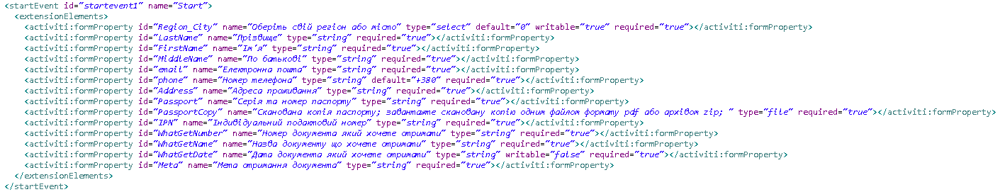 <startEvent id="startevent1" name="Start">
<extensionElements>
<activiti:formProperty id="Region_City" name="Оберіть свій регіон або місто" type="select" default="0" writable="true" required="true"></activiti:formProperty>
<activiti:formProperty id="LastName" name="Прізвище" type="string" required="true"></activiti:formProperty>
<activiti:formProperty id="FirstName" name="Ім'я" type="string" required="true"></activiti:formProperty>
<activiti:formProperty id="MiddleName" name="По батькові" type="string" required="true"></activiti:formProperty>
<activiti:formProperty id="email" name="Електронна пошта" type="string" required="true"></activiti:formProperty>
<activiti:formProperty id="phone" name="Номер телефона" type="string" default="+380" required="true"></activiti:formProperty>
<activiti:formProperty id="Address" name="Адреса проживання" type="string" required="true"></activiti:formProperty>
<activiti:formProperty id="Passport" name="Серія та номер паспорту" type="string" required="true"></activiti:formProperty>
<activiti:formProperty id="PassportCopy" name="Сканована копія паспорту; завантажте скановану копію одним файлом формату pdf або архівом zip; " type="file" required="true"></activiti:formProperty>
<activiti:formProperty id="IPN" name="Індивідуальний податковий номер" type="string" required="true"></activiti:formProperty>
<activiti:formProperty id="WhatGetNumber" name="Номер документа який хочете отримати" type="string" required="true"></activiti:formProperty>
<activiti:formProperty id="WhatGetName" name="Назва документу що хочете отримати" type="string" required="true"></activiti:formProperty>
<activiti:formProperty id="WhatGetDate" name="Дата документа який хочете отримати" type="string" writable="false" required="true"></activiti:formProperty>
<activiti:formProperty id="Meta" name="Мета отримання документа" type="string" required="true"></activiti:formProperty>
</extensionElements>
</startEvent>